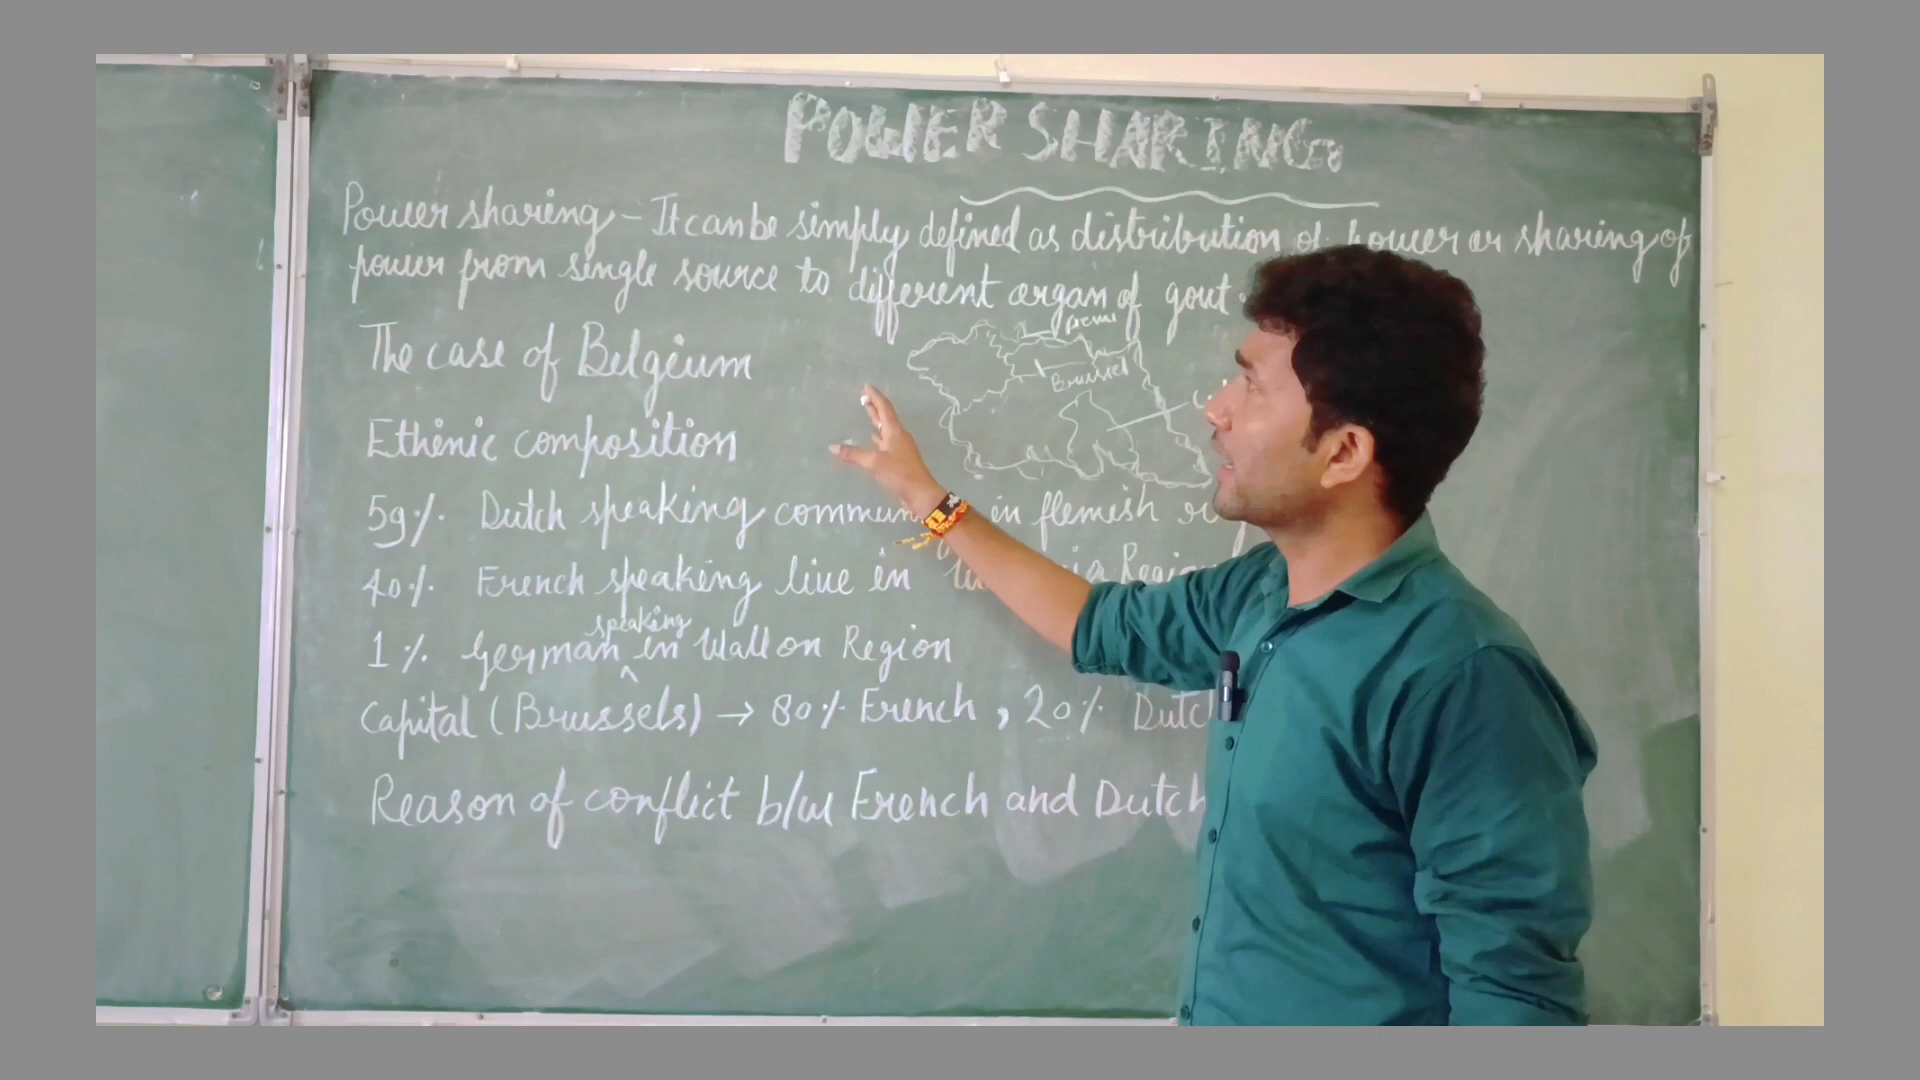 POWER SHARING
Power sharing - It can be simply defined as distribution of power or sharing of
power from single source to different organ of govt.
The case of Belgium
Brussel
Ethinic composition
59% Dutch speaking in flemish
40% French speaking live in Region
1% German speaking in Wallon Region
Capital (Brussels) → 80% French, 20% Dutch
Reason of conflict b/w French and Dutch